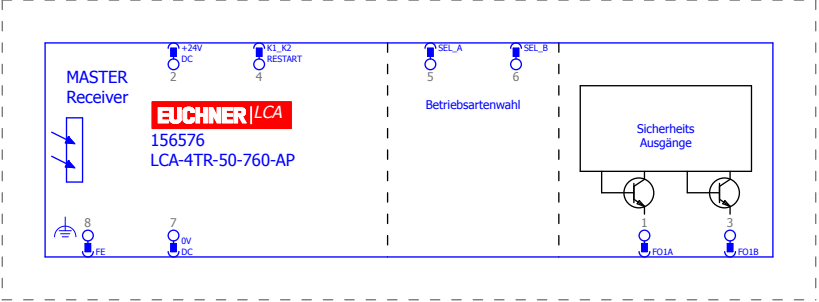 +24V
DC
2
K1_K2
RESTART
4
SEL_A
5
SEL_B
6
MASTER
Receiver
EUCHNER LCA
156576
LCA-4TR-50-760-AP
Betriebsartenwahl
Sicherheits
Ausgänge
8
FE
7
0V
DC
1
FO1A
3
FO1B